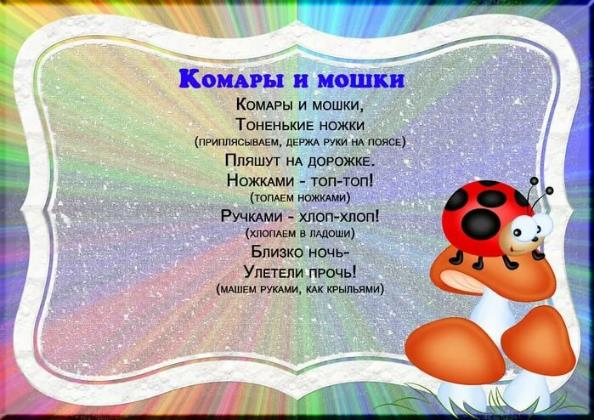 Комары и мошки
Комары и мошки,
Тоненькие ножки
(приплясываем, держа руки на поясе)
Пляшут на дорожке.
Ножками - топ-топ!
(топаем ножками)
Ручками - хлоп-хлоп!
(хлопаем в ладоши)
Близко ночь-
Улетели прочь!
(машем руками, как крыльями)